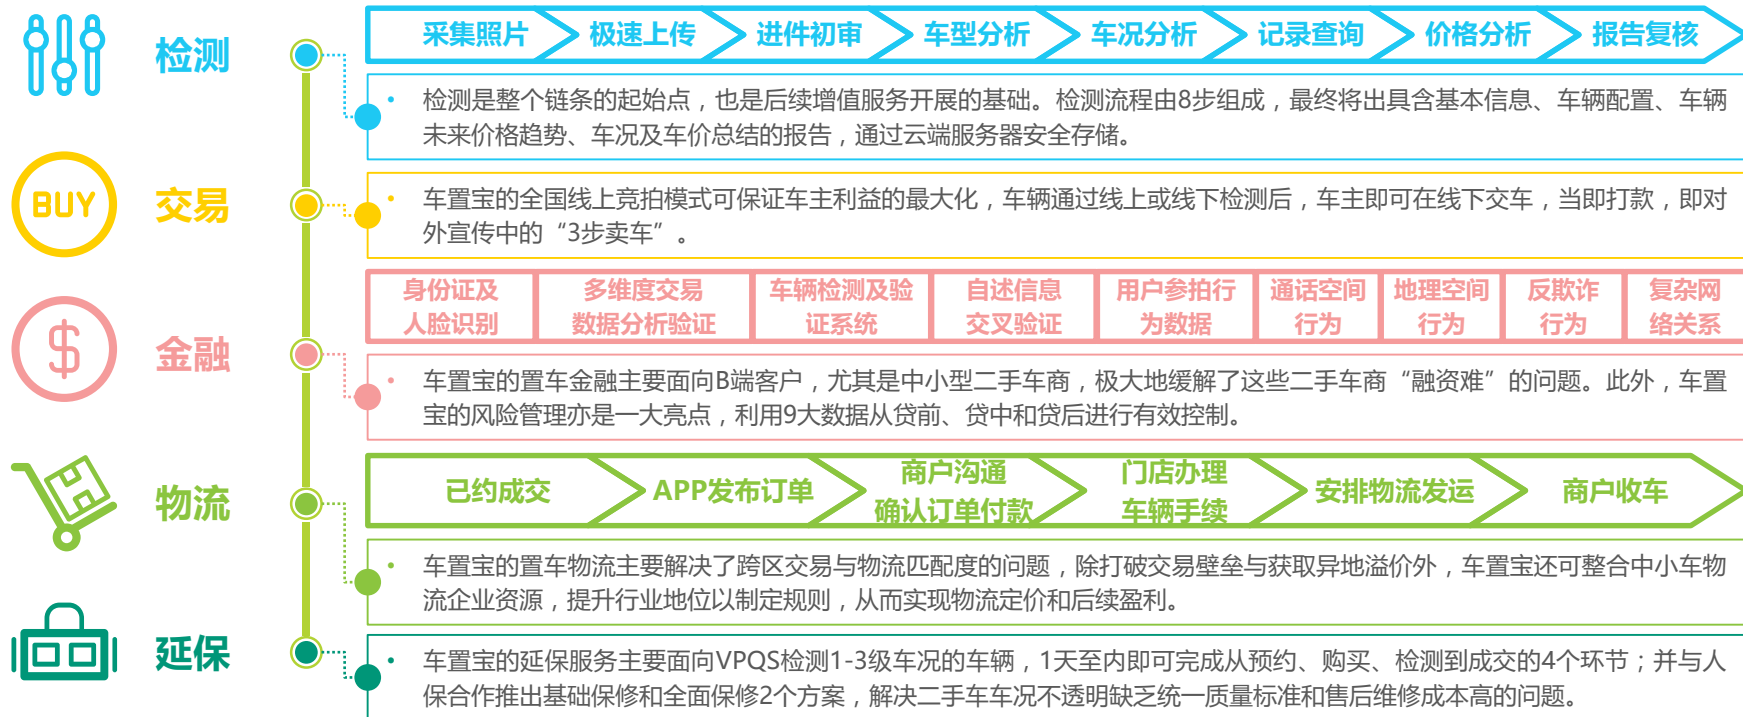 检测
采集照片 极速上传 进件初审 车型分析 车况分析 记录查询 价格分析 报告复核
• 检测是整个链条的起始点，也是后续增值服务开展的基础。检测流程由8步组成，最终将出具含基本信息、车辆配置、车辆
未来价格趋势、车况及车价总结的报告，通过云端服务器安全存储。
BUY
交易
• 车置宝的全国线上竞拍模式可保证车主利益的最大化，车辆通过线上或线下检测后，车主即可在线下交车，当即打款，即对
外宣传中的“3步卖车”。
$
金融
身份证及
人脸识别
多维度交易
数据分析验证
车辆检测及验
证系统
自述信息
交叉验证
用户参拍行
为数据
通话空间
行为
地理空间
行为
反欺诈
行为
复杂网
络关系
• 车置宝的置车金融主要面向B端客户，尤其是中小型二手车商，极大地缓解了这些二手车商“融资难”的问题。此外，车置
宝的风险管理亦是一大亮点，利用9大数据从贷前、贷中和贷后进行有效控制。
物流
已约成交
APP发布订单
商户沟通
确认订单付款
门店办理
车辆手续
安排物流发运
商户收车
• 车置宝的置车物流主要解决了跨区交易与物流匹配度的问题，除打破交易壁垒与获取异地溢价外，车置宝还可整合中小车物
流企业资源，提升行业地位以制定规则，从而实现物流定价和后续盈利。
延保
• 车置宝的延保服务主要面向VPQS检测1-3级车况的车辆，1天至内即可完成从预约、购买、检测到成交的4个环节；并与人
保合作推出基础保修和全面保修2个方案，解决二手车车况不透明缺乏统一质量标准和售后维修成本高的问题。